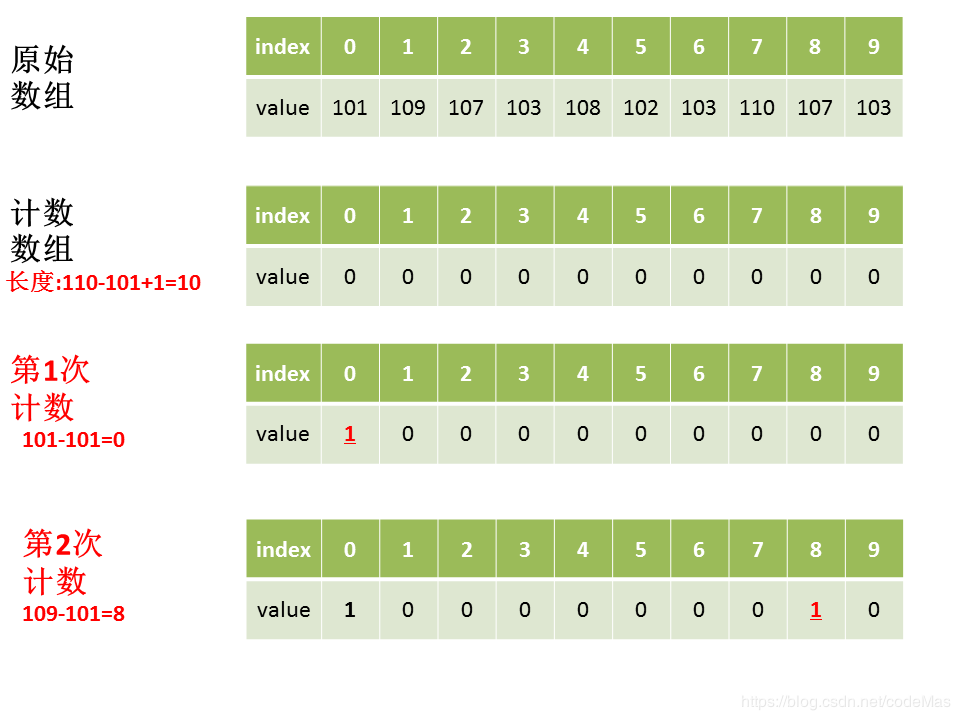 原始
数组
index 0 1 2 3 4 5 6 7 8 9
value 101 109 107 103 108 102 103 110 107 103
计数
数组
长度:110-101+1=10
index 0 1 2 3 4 5 6 7 8 9
value 0 0 0 0 0 0 0 0 0 0
第1次
计数
101-101=0
index 0 1 2 3 4 5 6 7 8 9
value 1 0 0 0 0 0 0 0 0 0
第2次
计数
109-101=8
index 0 1 2 3 4 5 6 7 8 9
value 1 0 0 0 0 0 0 0 1 0
https://blog.csdn.net/codeMas